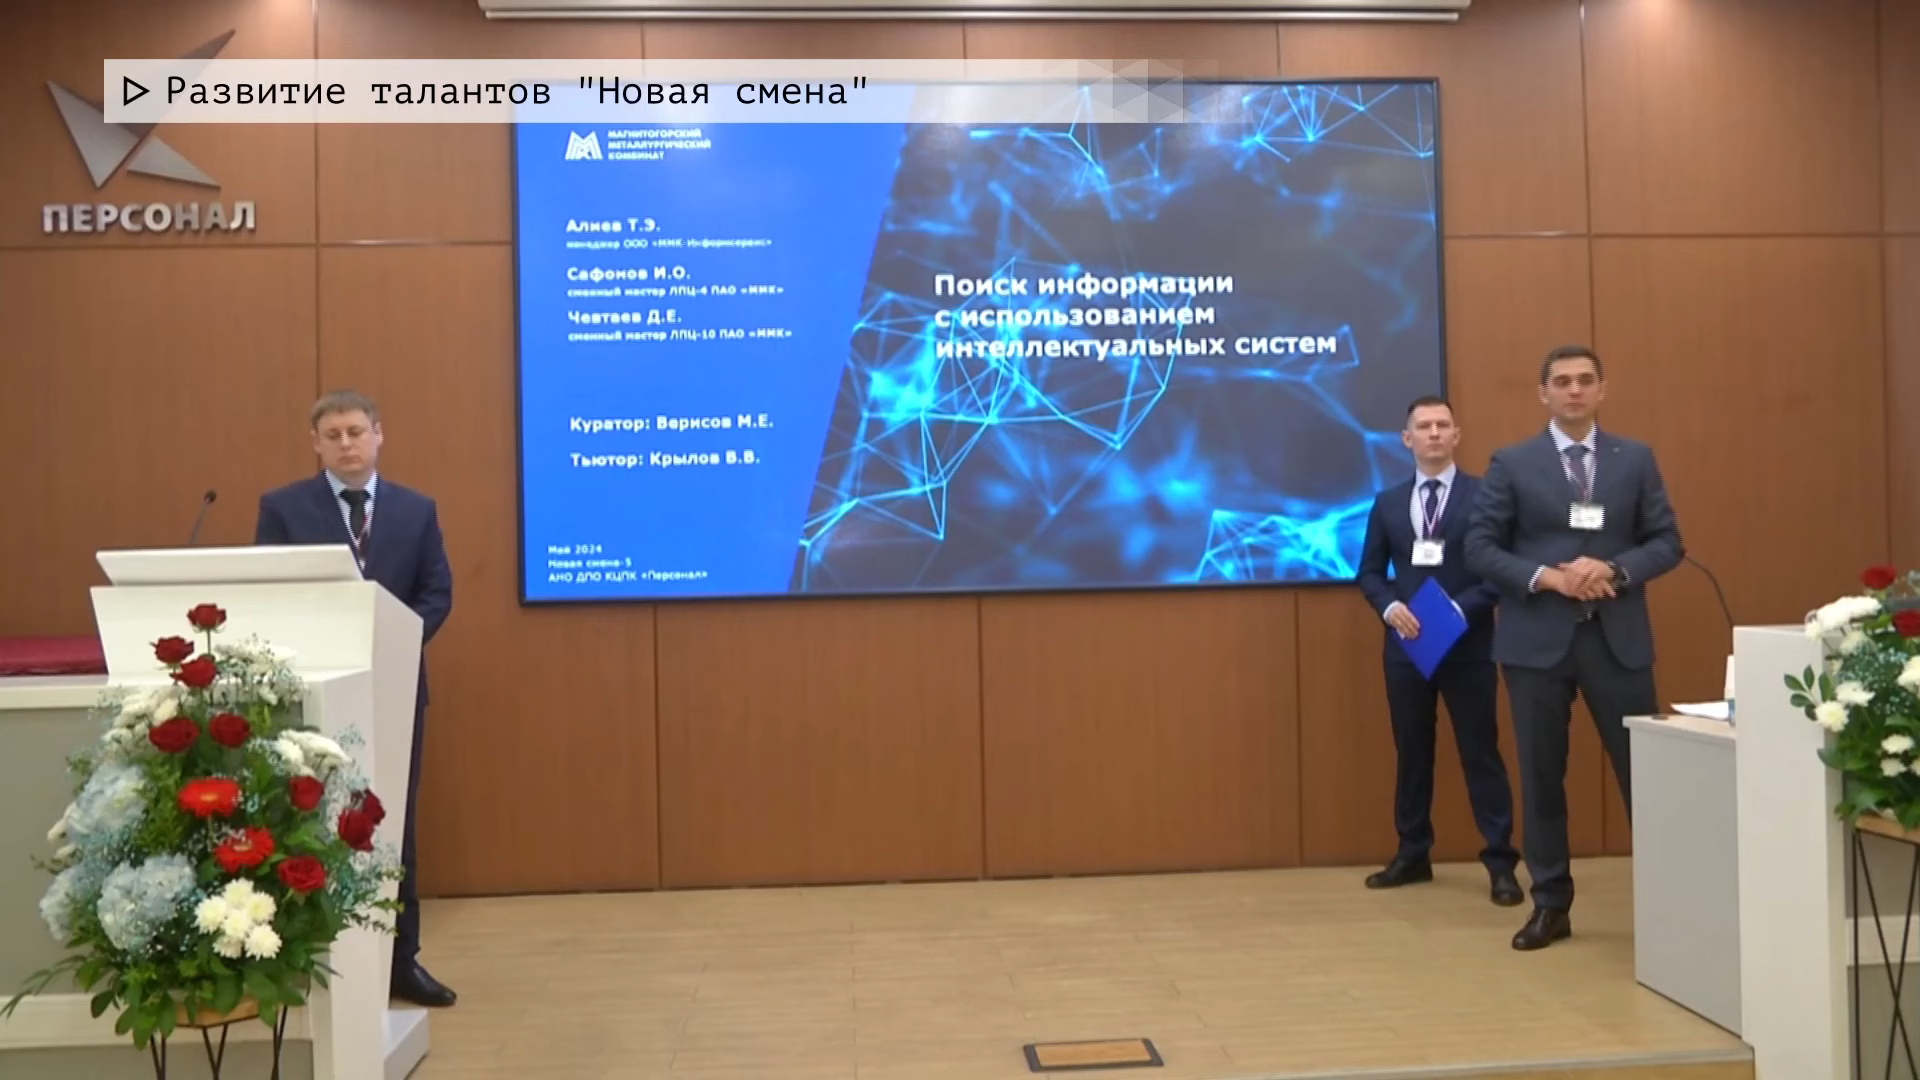 Развитие талантов "Новая смена"
ПЕРСОНАЛ
МАГНИТОГОРСКИЙ
МЕТАЛЛУРГИЧЕСКИЙ
КОМБИНАТ
Алиев Т.Э.
менеджер ООО «ММК-Информсервис»
Сафонов И.О.
сменный мастер ЛПЦ-4 ПАО «ММК»
Чевтаев Д.Е.
сменный мастер ЛПЦ-10 ПАО «ММК»
Куратор: Верисов М.Е.
Тьютор: Крылов В.В.
Май 2024
Новая смена-5
АНО ДПО КЦПК «Персонал»
Поиск информации
с использованием
интеллектуальных систем